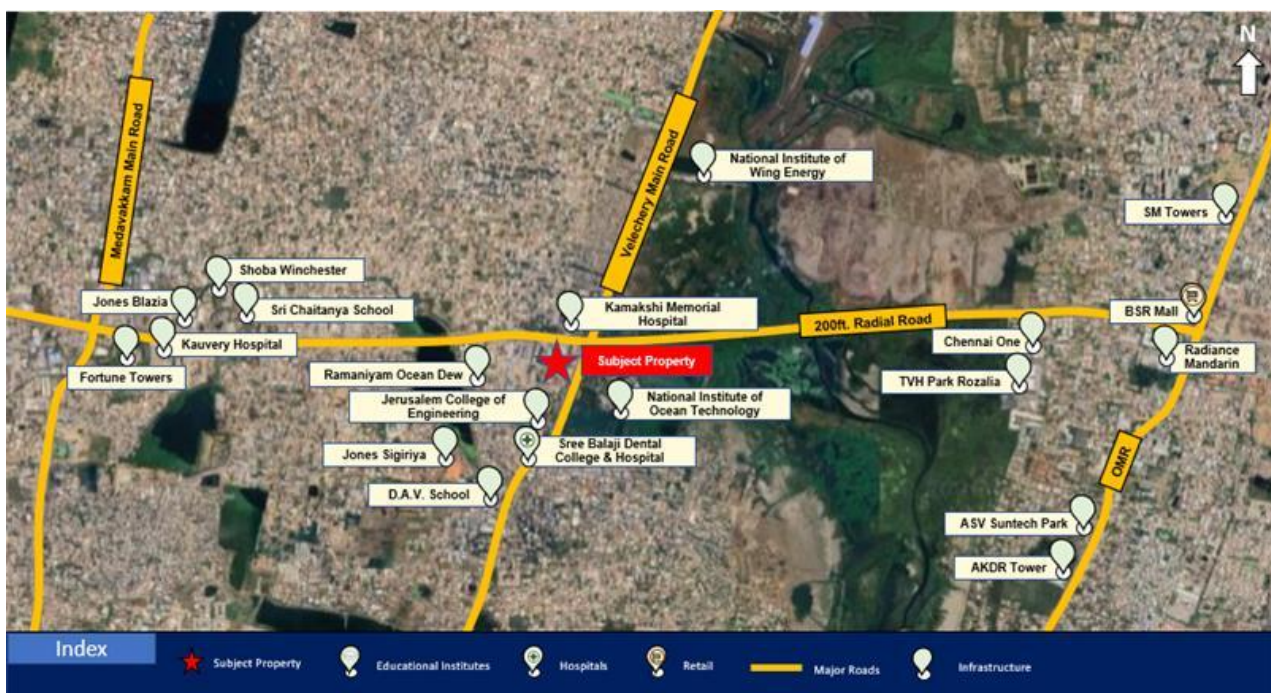 N
Medavakkam Main Road
Velechery Main Road
National Institute of
Wing Energy
SM Towers
Shoba Winchester
Jones Blazia
Sri Chaitanya School
Kamakshi Memorial
Hospital
200ft. Radial Road
BSR Mall
Kauvery Hospital
Chennai One
Radiance
Mandarin
Fortune Towers
Ramaniyam Ocean Dew
Subject Property
TVH Park Rozalia
Jerusalem College of
Engineering
National Institute of
Ocean Technology
Jones Sigiriya
Sree Balaji Dental
College & Hospital
OMR
D.A.V. School
ASV Suntech Park
AKDR Tower
Index
Subject Property
Educational Institutes
Hospitals
Retail
Major Roads
Infrastructure